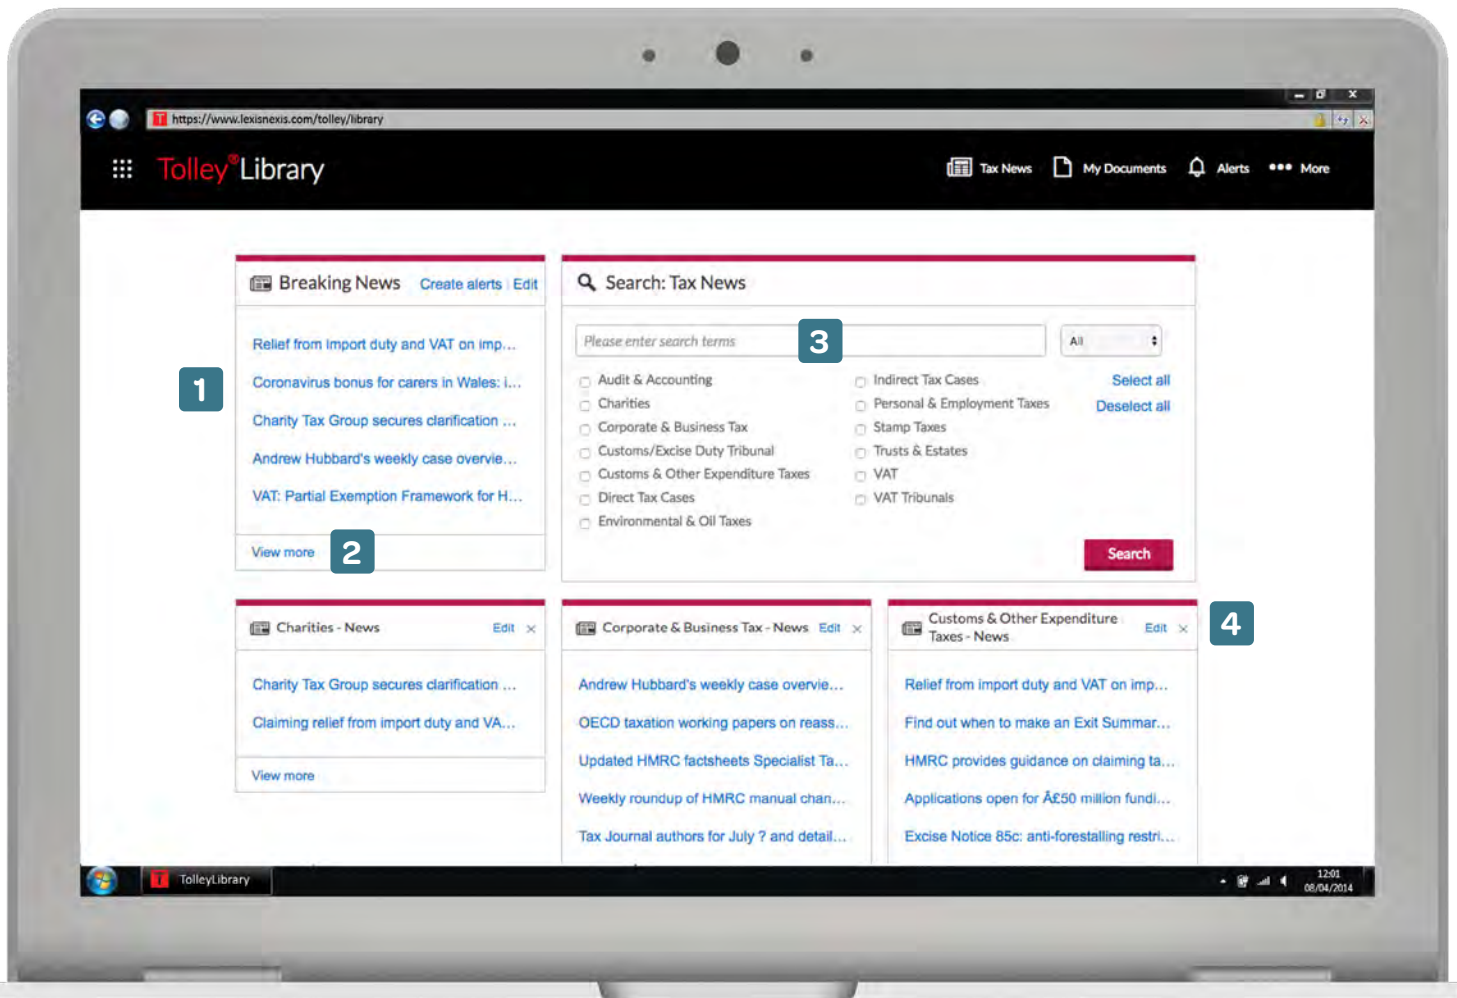 https://www.lexisnexis.com/tolley/library
Tolley®Library
Tax News
My Documents
Alerts
More
Breaking News
Create alerts
Edit
Relief from import duty and VAT on imp...
Coronavirus bonus for carers in Wales: i...
Charity Tax Group secures clarification ...
Andrew Hubbard's weekly case overvie...
VAT: Partial Exemption Framework for H...
View more
1
2
Search: Tax News
Please enter search terms
3
All
Audit & Accounting
Charities
Corporate & Business Tax
Customs/Excise Duty Tribunal
Customs & Other Expenditure Taxes
Direct Tax Cases
Environmental & Oil Taxes
Indirect Tax Cases
Personal & Employment Taxes
Stamp Taxes
Trusts & Estates
VAT
VAT Tribunals
Select all
Deselect all
Search
Charities - News
Edit ×
Charity Tax Group secures clarification ...
Claiming relief from import duty and VA...
View more
Corporate & Business Tax - News
Edit ×
Andrew Hubbard's weekly case overvie...
OECD taxation working papers on reass...
Updated HMRC factsheets Specialist Ta...
Weekly roundup of HMRC manual chan...
Tax Journal authors for July ? and detail...
Customs & Other Expenditure
Taxes - News
Edit ×
4
Relief from import duty and VAT on imp...
Find out when to make an Exit Summar...
HMRC provides guidance on claiming ta...
Applications open for Â£50 million fundi...
Excise Notice 85c: anti-forestalling restri...
T
TolleyLibrary
12:01
08/04/2014